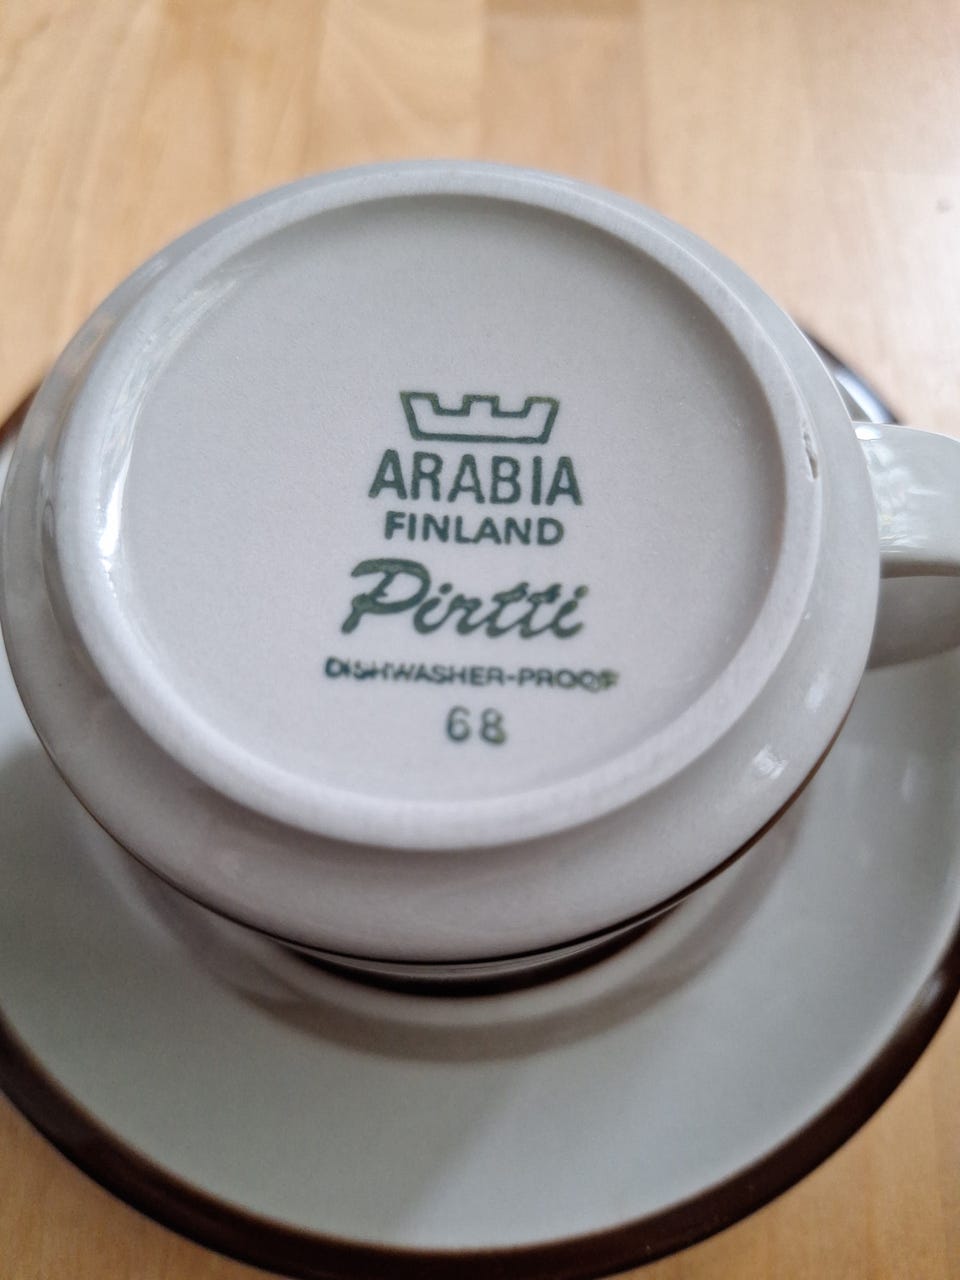 ARABIA
FINLAND
Pirtti
DISHWASHER-PROOF
68